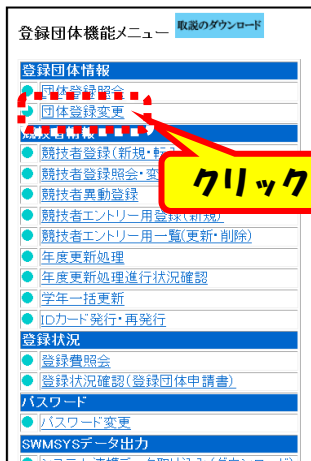 登録団体機能メニュー 取説のダウンロード
登録団体情報
団体登録照会
団体登録変更
競技者情報
競技者登録(新規・転入
クリック
競技者登録照会・変
競技者異動登録
競技者エントリー用登録(新規)
競技者エントリー用一覧(更新・削除)
年度更新処理
年度更新処理進行状況確認
学年一括更新
IDカード発行・再発行
登録状況
登録費照会
登録状況確認(登録団体申請書)
パスワード
パスワード変更
SWMSYSデータ出力